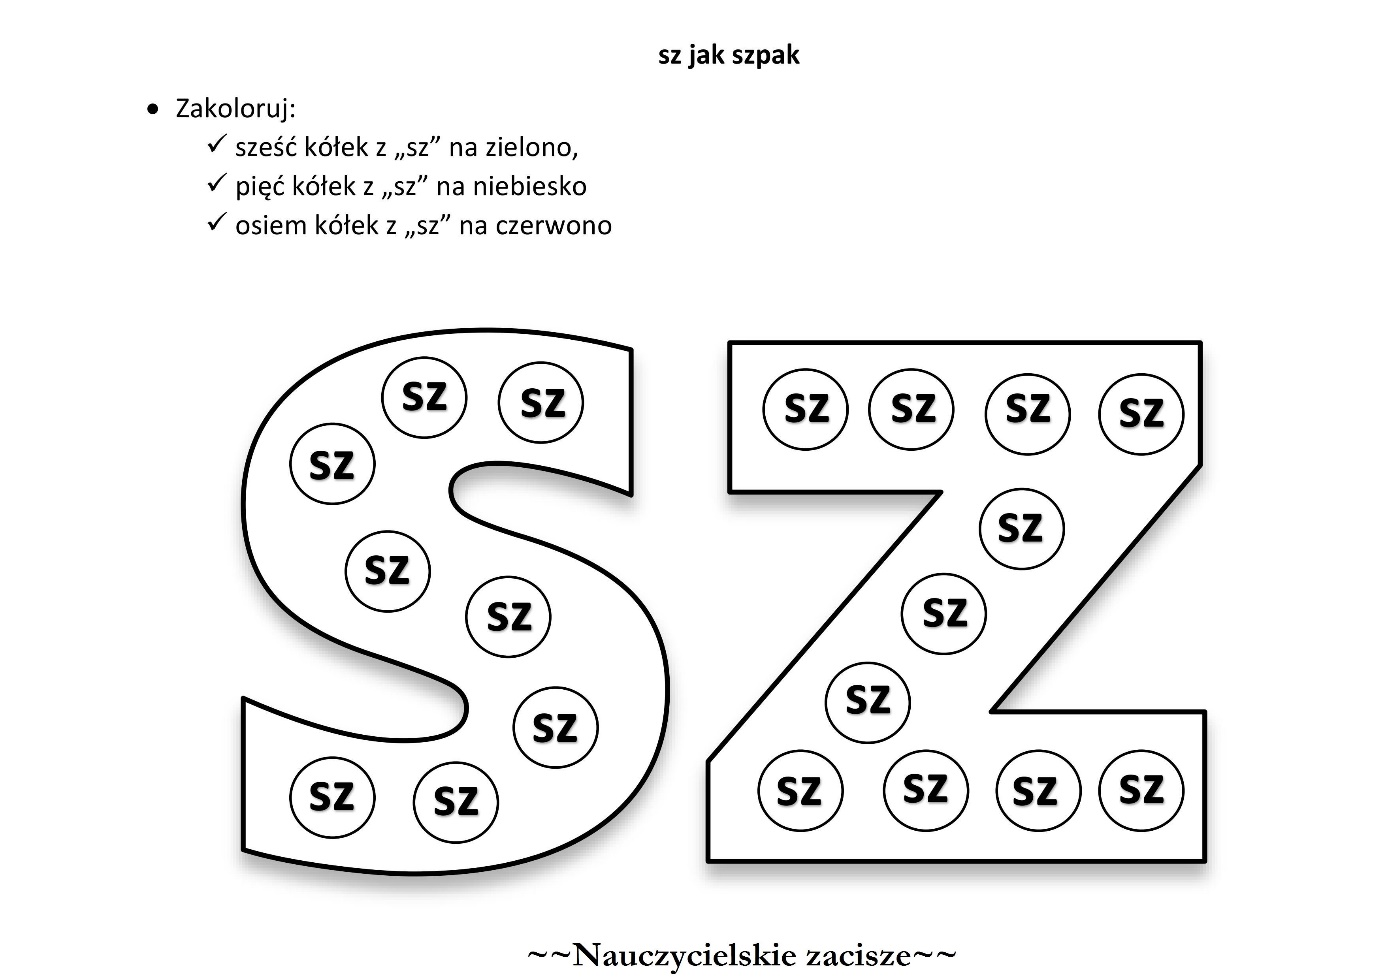 sz jak szpak
• Zakoloruj:
✓ sześć kółek z „sz” na zielono,
✓ pięć kółek z „sz” na niebiesko
✓ osiem kółek z „sz” na czerwono
sz sz
sz
sz
sz
sz
sz sz
sz sz sz sz
sz
sz
sz
sz sz sz sz
~~Nauczycielskie zacisze~~